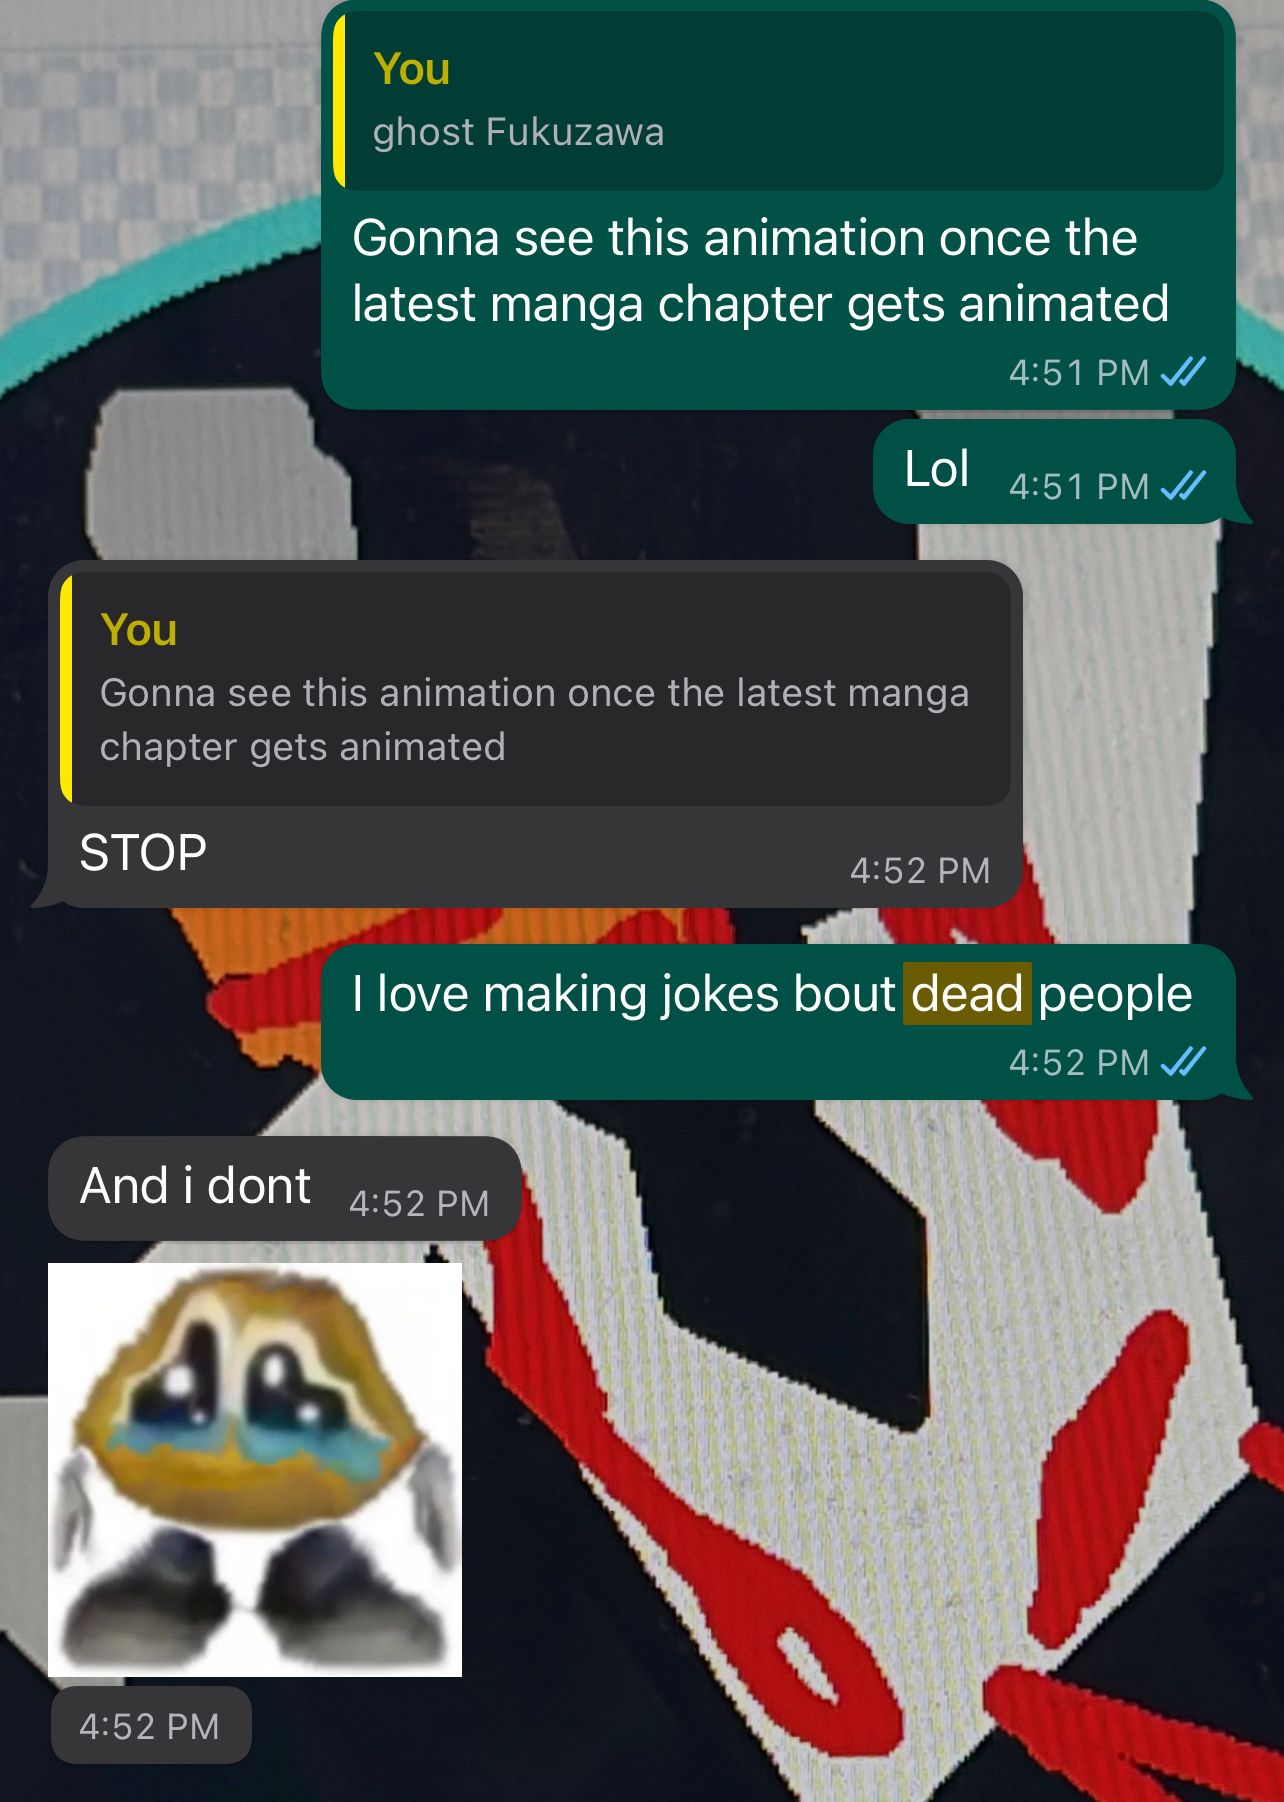 You
ghost Fukuzawa
Gonna see this animation once the
latest manga chapter gets animated
4:51 PM
Lol 4:51 PM
You
Gonna see this animation once the latest manga
chapter gets animated
STOP
4:52 PM
I love making jokes bout dead people
4:52 PM
And i dont 4:52 PM
4:52 PM